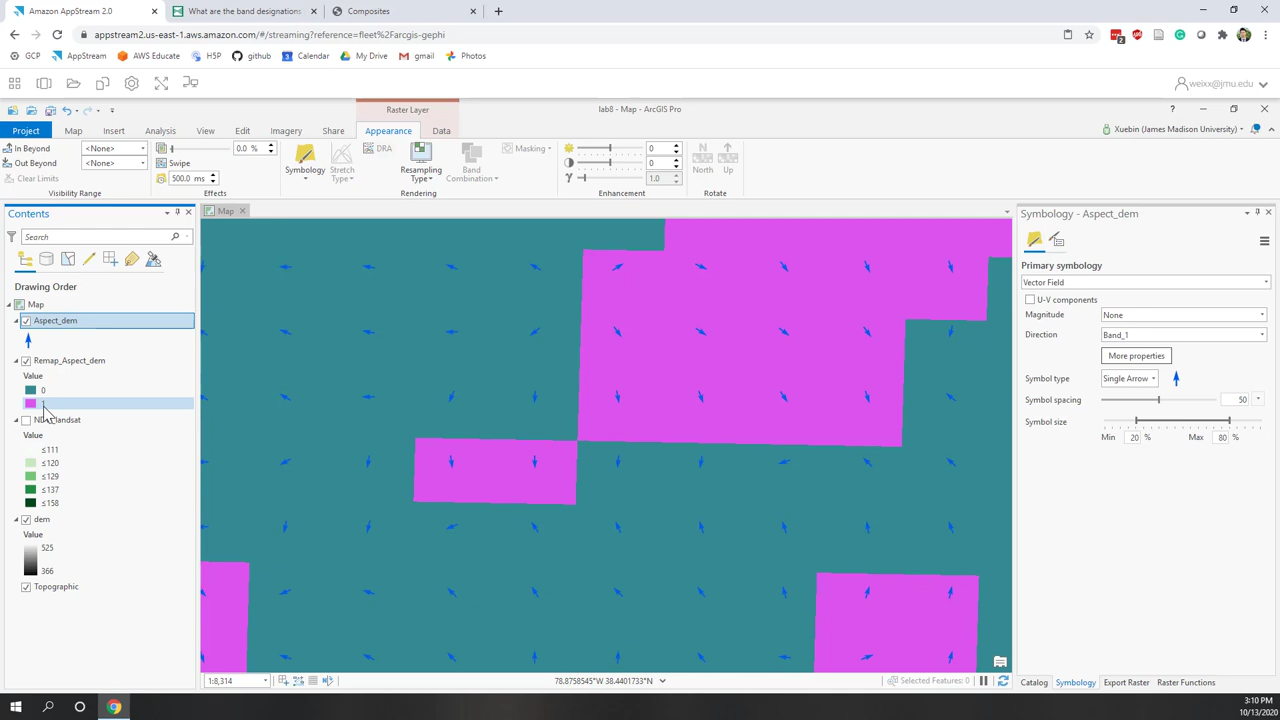 Amazon AppStream 2.0
What are the band designations
Composites
appstream2.us-east-1.aws.amazon.com/#/streaming?reference=fleet%2Farcgis-gephi
GCP
AppStream
AWS Educate
H5P
github
Calendar
My Drive
gmail
Photos
weixx@jmu.edu
Raster Layer
lab8 - Map - ArcGIS Pro
Project Map Insert Analysis View Edit Imagery Share Appearance Data
Xuebin (James Madison University)
In Beyond <None>
Out Beyond <None>
Clear Limits
Visibility Range
0.0 %
Swipe
500.0 ms
Effects
Symbology
Stretch Type
DRA
Resampling Type
Band Combination
Masking
Rendering
0
0
1.0
Enhancement
North
Up
Rotate
Contents
Search
Drawing Order
Map
Aspect_dem
Remap_Aspect_dem
Value
0
1
Value
≤111
≤120
≤129
≤137
≤158
dem
Value
525
366
Topographic
Map
Symbology - Aspect_dem
Primary symbology
Vector Field
U-V components
Magnitude None
Direction Band_1
More properties
Symbol type Single Arrow
Symbol spacing 50
Symbol size
Min 20 % Max 80 %
1:8,314
78.8758545°W 38.4401733°N
Selected Features: 0
Catalog Symbology Export Raster Raster Functions
3:10 PM
10/13/2020